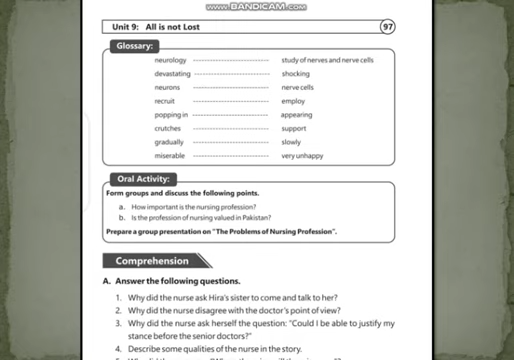 www.BANDICAM.com
Unit 9: All is not Lost 97
Glossary:
neurology ---------------------------- study of nerves and nerve cells
devastating ---------------------------- shocking
neurons ---------------------------- nerve cells
recruit ---------------------------- employ
popping in ---------------------------- appearing
crutches ---------------------------- support
gradually ---------------------------- slowly
miserable ---------------------------- very unhappy
Oral Activity:
Form groups and discuss the following points.
a. How important is the nursing profession?
b. Is the profession of nursing valued in Pakistan?
Prepare a group presentation on "The Problems of Nursing Profession".
Comprehension
A. Answer the following questions.
1. Why did the nurse ask Hira's sister to come and talk to her?
2. Why did the nurse disagree with the doctor's point of view?
3. Why did the nurse ask herself the question: "Could I be able to justify my
stance before the senior doctors?"
4. Describe some qualities of the nurse in the story.